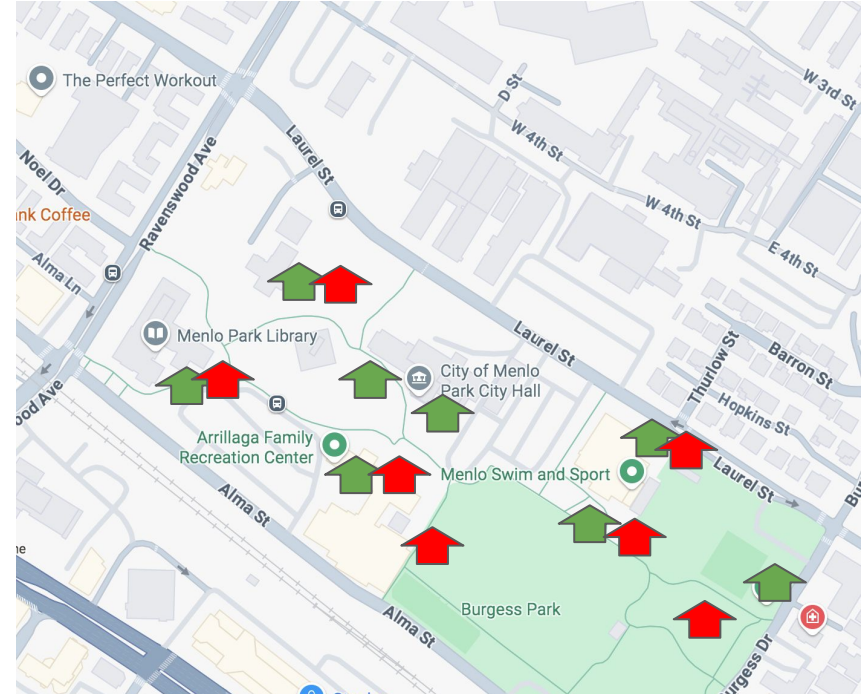 The Perfect Workout
D St
W 3rd St
Laurel St
W 4th St
Noel Dr
Ravenswood Ave
W 4th St
nk Coffee
E 4th St
Alma Ln
Menlo Park Library
Laurel St
City of Menlo
Park City Hall
Thurlow St
Barron St
Hopkins St
ood Ave
Arrillaga Family
Recreation Center
Menlo Swim and Sport
Laurel St
Bu
Alma St
ne
Burgess Park
Alma St
urgess Dr